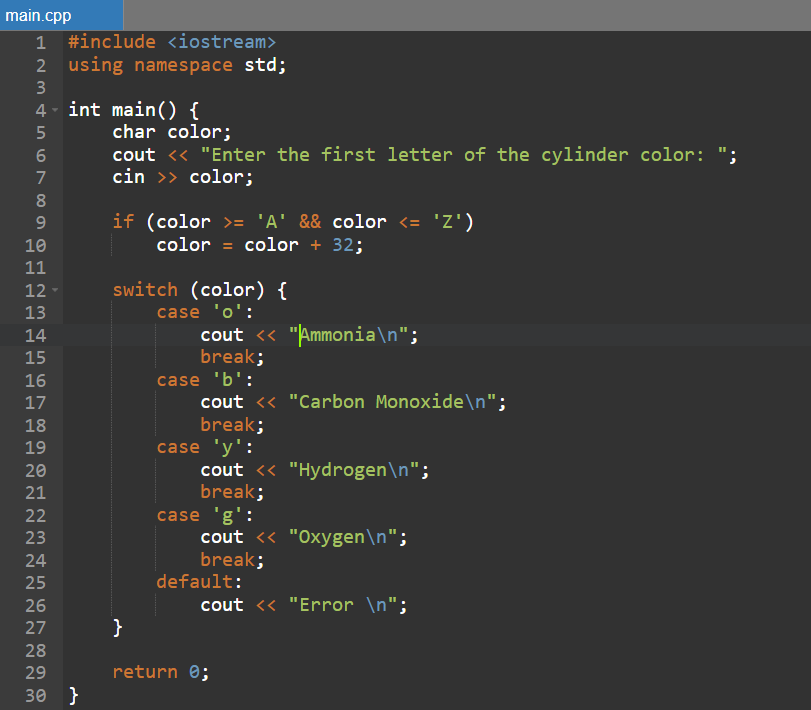 main.cpp
1 #include <iostream>
2 using namespace std;
3
4 int main() {
5     char color;
6     cout << "Enter the first letter of the cylinder color: ";
7     cin >> color;
8
9     if (color >= 'A' && color <= 'Z')
10         color = color + 32;
11
12     switch (color) {
13         case 'o':
14             cout << "Ammonia\n";
15             break;
16         case 'b':
17             cout << "Carbon Monoxide\n";
18             break;
19         case 'y':
20             cout << "Hydrogen\n";
21             break;
22         case 'g':
23             cout << "Oxygen\n";
24             break;
25         default:
26             cout << "Error \n";
27     }
28
29     return 0;
30 }